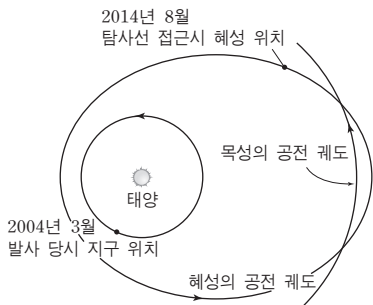 2014년 8월
탐사선 접근시 혜성 위치
목성의 공전 궤도
태양
2004년 3월
발사 당시 지구 위치
혜성의 공전 궤도